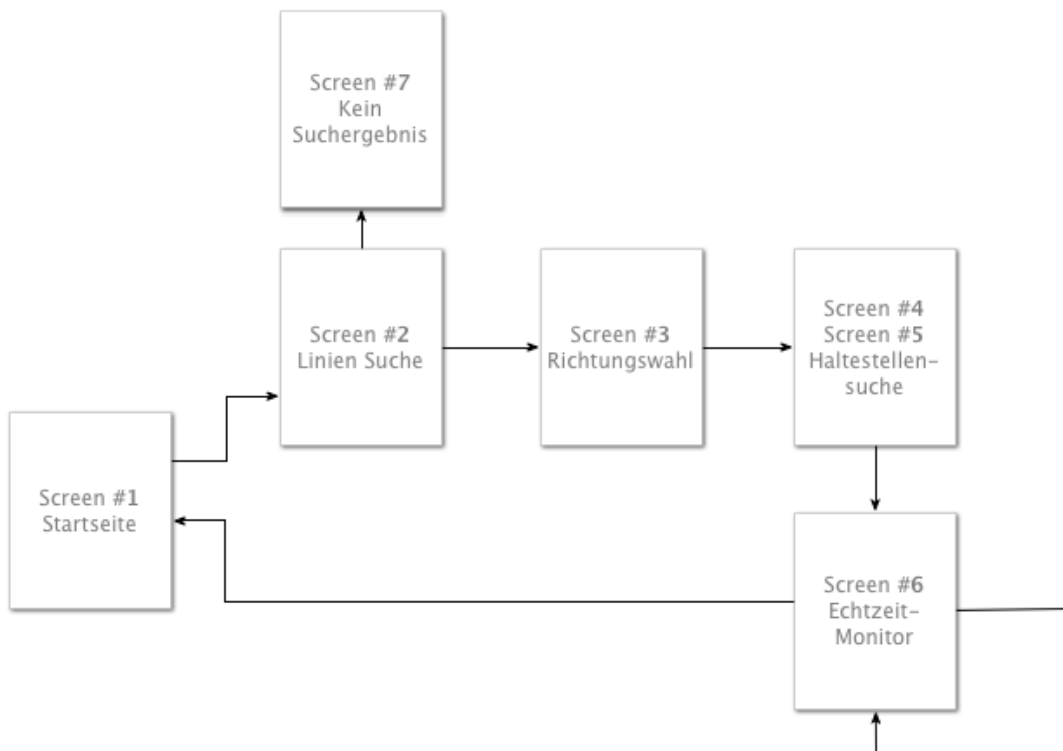 Screen #7
Kein
Suchergebnis
Screen #2
Linien Suche
Screen #3
Richtungswahl
Screen #4
Screen #5
Haltestellen-
suche
Screen #1
Startseite
Screen #6
Echtzeit-
Monitor